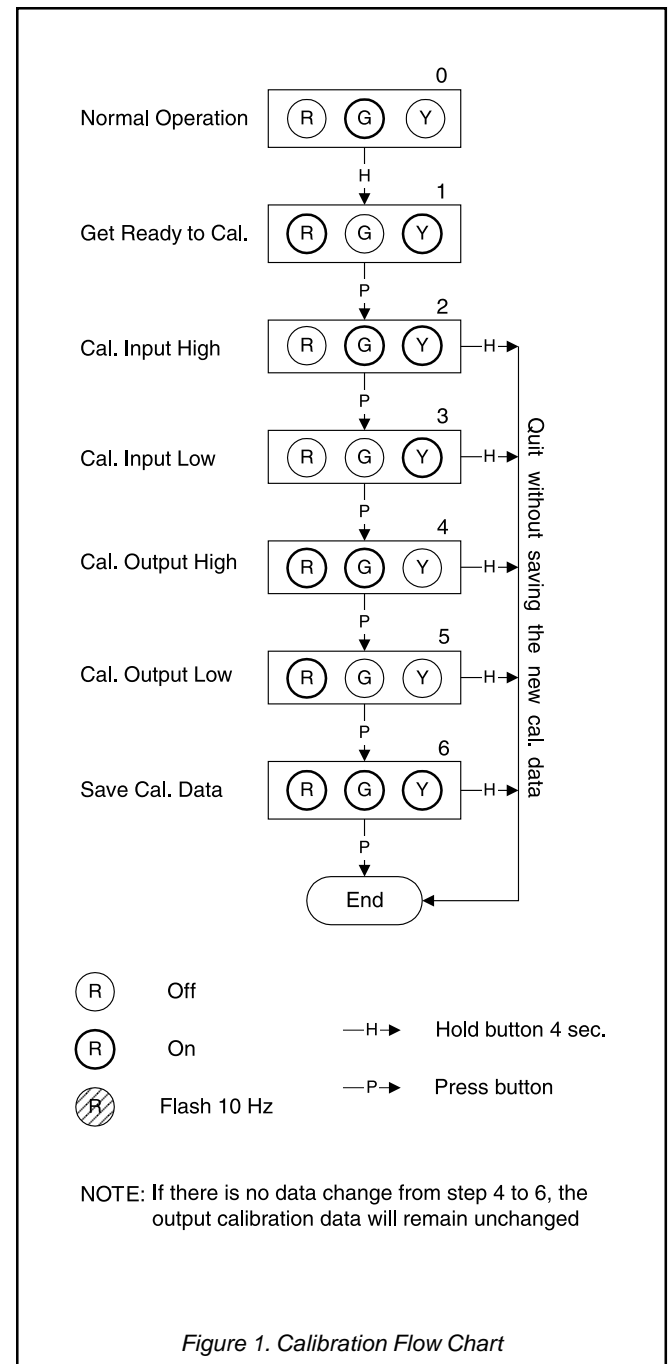 0
Normal Operation R G Y
H
1
Get Ready to Cal. R G Y
P
2
Cal. Input High R G Y H
P
3
Cal. Input Low R G Y H
P
4
Cal. Output High R G Y H
P
5
Cal. Output Low R G Y H
P
6
Save Cal. Data R G Y H
P
End
Quit without saving the new cal. data
R Off
R On
R Flash 10 Hz
H Hold button 4 sec.
P Press button
NOTE: If there is no data change from step 4 to 6, the
output calibration data will remain unchanged
Figure 1. Calibration Flow Chart